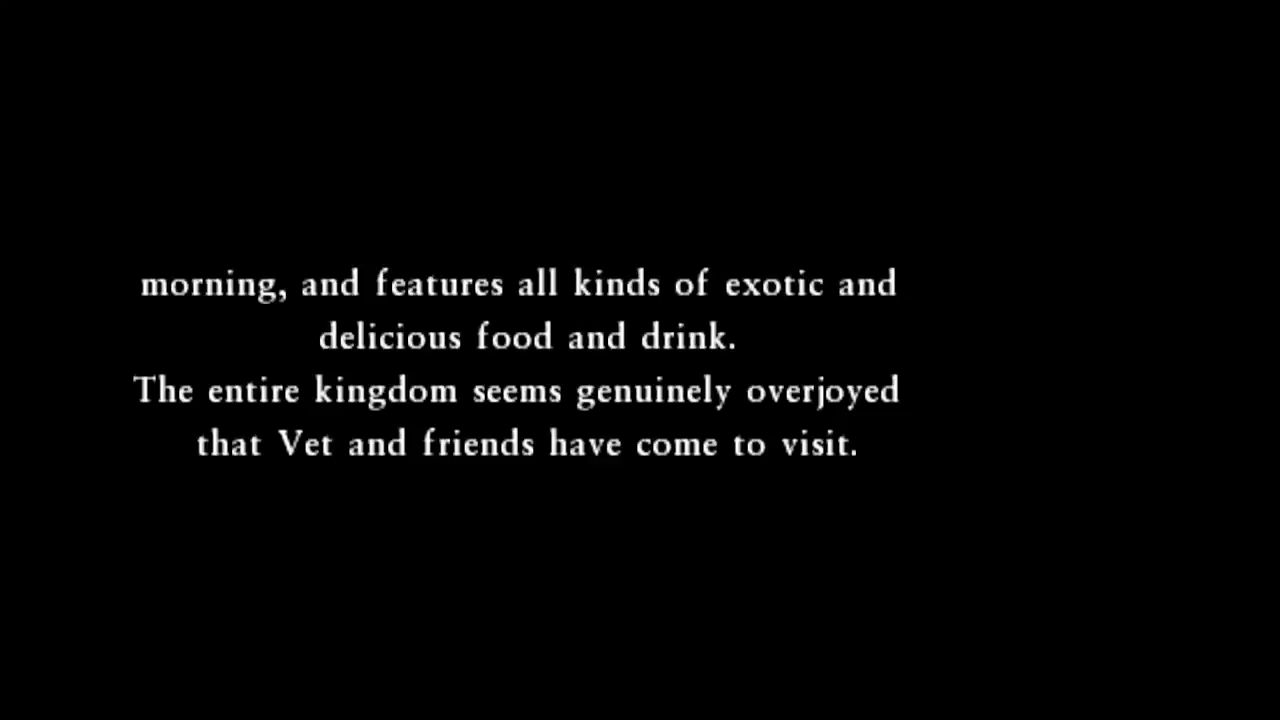 morning, and features all kinds of exotic and
delicious food and drink.
The entire kingdom seems genuinely overjoyed
that Vet and friends have come to visit.